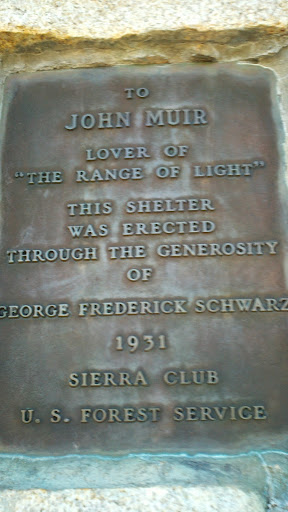 TO
JOHN MUIR
LOVER OF
"THE RANGE OF LIGHT"
THIS SHELTER
WAS ERECTED
THROUGH THE GENEROSITY
OF
GEORGE FREDERICK SCHWARZ
1931
SIERRA CLUB
U. S. FOREST SERVICE